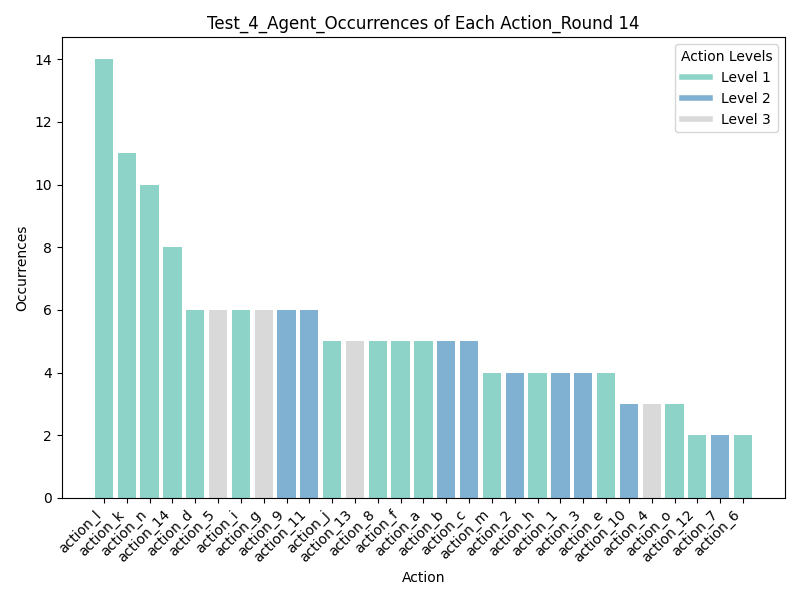 Test_4_Agent_Occurrences of Each Action_Round 14
Action Levels
Level 1
Level 2
Level 3
Occurrences
14
12
10
8
6
4
2
0
action_l
action_k
action_n
action_14
action_d
action_5
action_i
action_g
action_9
action_11
action_j
action_13
action_8
action_f
action_a
action_b
action_c
action_m
action_2
action_h
action_1
action_3
action_e
action_10
action_4
action_o
action_12
action_7
action_6
Action